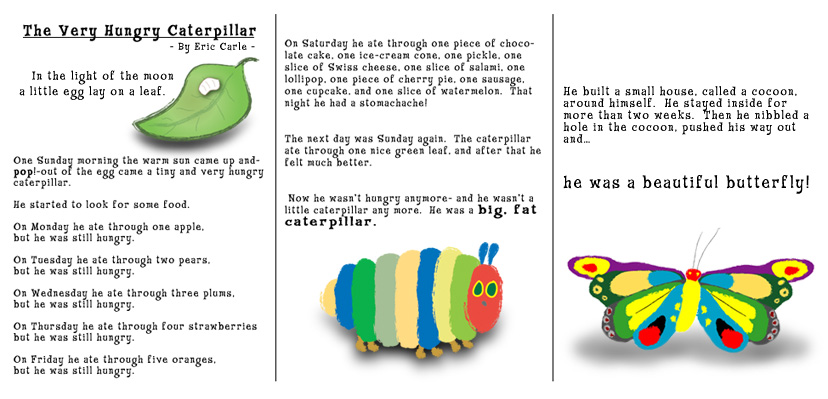 The Very Hungry Caterpillar
- By Eric Carle -
In the light of the moon
a little egg lay on a leaf.
One Sunday morning the warm sun came up and-
pop!-out of the egg came a tiny and very hungry
caterpillar.
He started to look for some food.
On Monday he ate through one apple,
but he was still hungry.
On Tuesday he ate through two pears,
but he was still hungry.
On Wednesday he ate through three plums,
but he was still hungry.
On Thursday he ate through four strawberries
but he was still hungry.
On Friday he ate through five oranges,
but he was still hungry.
On Saturday he ate through one piece of choco-
late cake, one ice-cream cone, one pickle, one
slice of Swiss cheese, one slice of salami, one
lollipop, one piece of cherry pie, one sausage,
one cupcake, and one slice of watermelon. That
night he had a stomachache!
The next day was Sunday again. The caterpillar
ate through one nice green leaf, and after that he
felt much better.
Now he wasn't hungry anymore- and he wasn't a
little caterpillar any more. He was a big, fat
caterpillar.
He built a small house, called a cocoon,
around himself. He stayed inside for
more than two weeks. Then he nibbled a
hole in the cocoon, pushed his way out
and...
he was a beautiful butterfly!